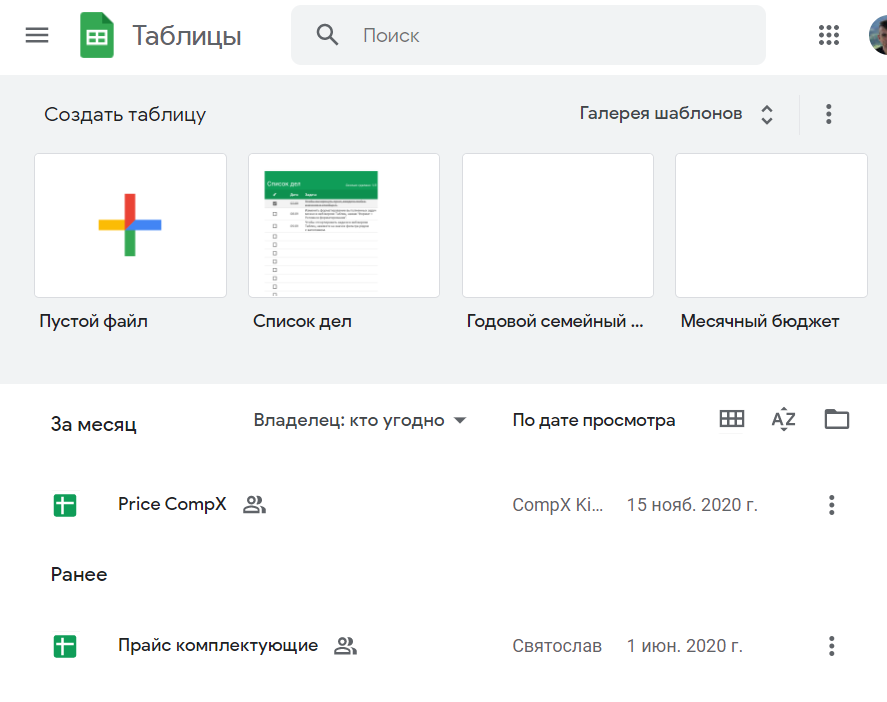 Таблицы
Поиск
Создать таблицу
Галерея шаблонов
Список дел
Пустой файл
Список дел
Годовой семейный ...
Месячный бюджет
За месяц
Владелец: кто угодно
По дате просмотра
AZ
Price CompX
CompX Ki...
15 нояб. 2020 г.
Ранее
Прайс комплектующие
Святослав
1 июн. 2020 г.